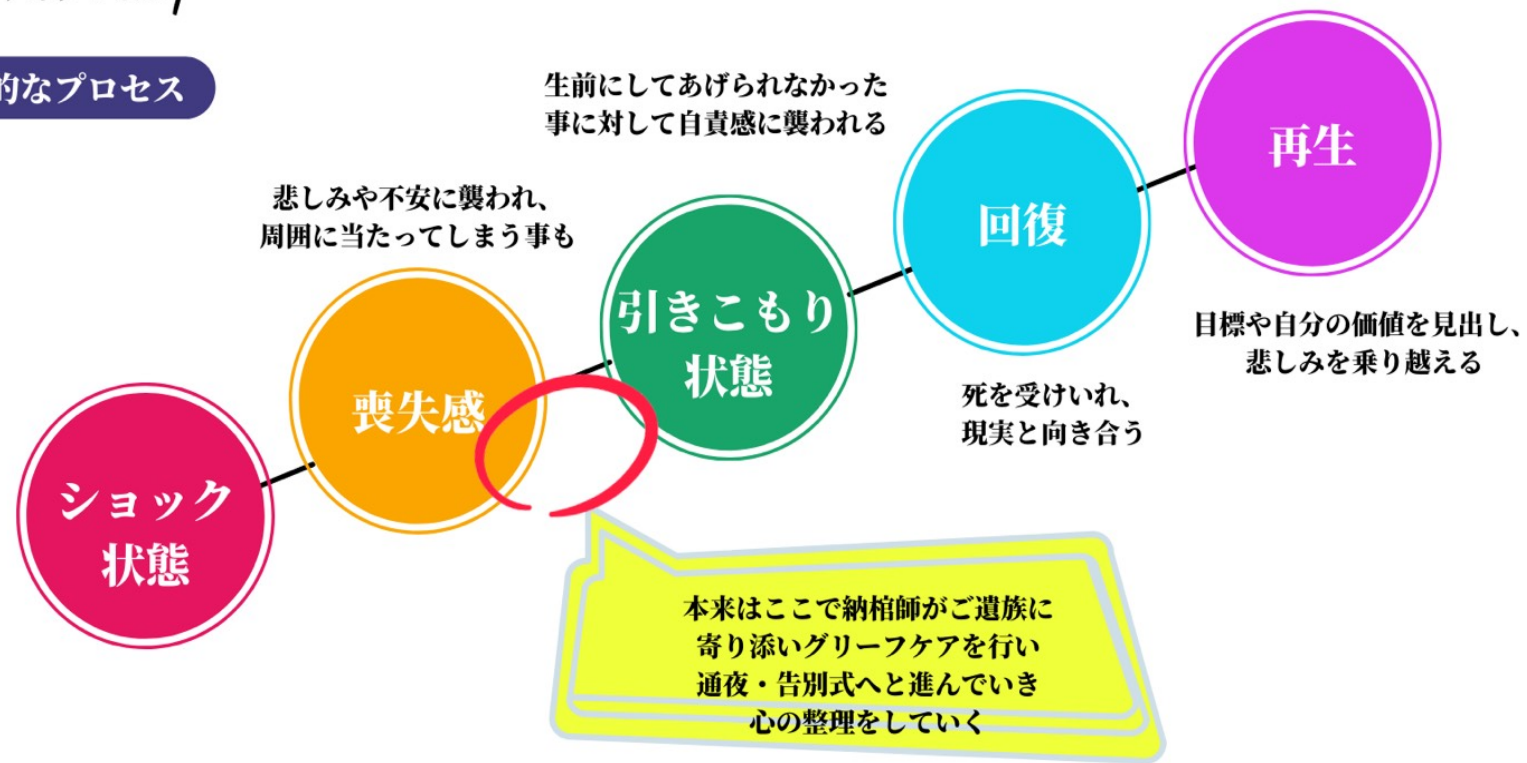 的なプロセス
生前にしてあげられなかった
事に対して自責感に襲われる
再生
悲しみや不安に襲われ、
周囲に当たってしまう事も
回復
引きこもり
状態
目標や自分の価値を見出し、
悲しみを乗り越える
喪失感
死を受けいれ、
現実と向き合う
ショック
状態
本来はここで納棺師がご遺族に
寄り添いグリーフケアを行い
通夜・告別式へと進んでいき
心の整理をしていく